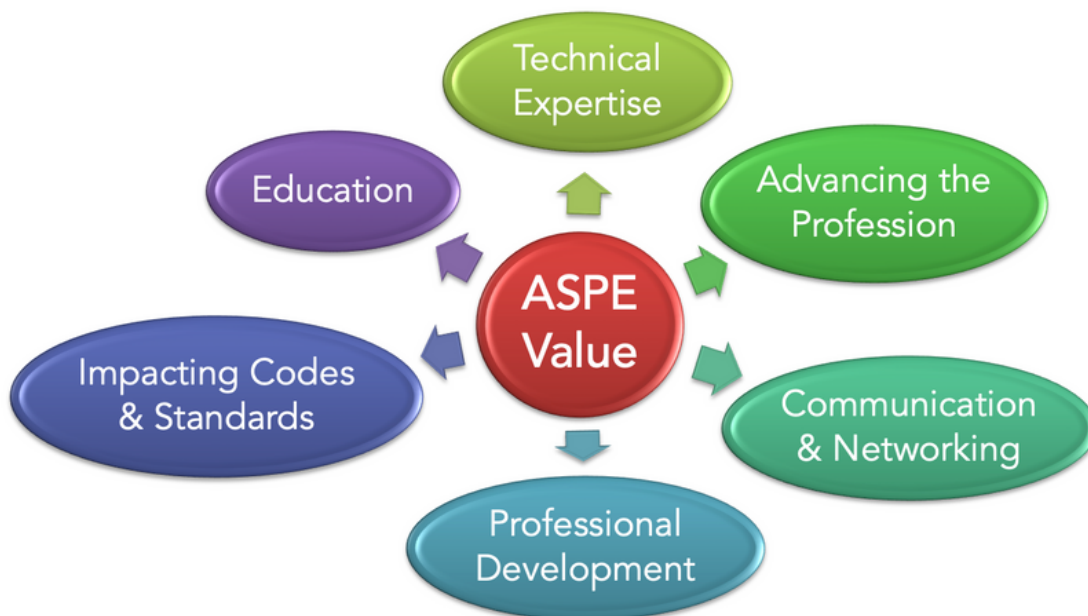 Technical
Expertise
Education
Advancing the
Profession
ASPE
Value
Impacting Codes
& Standards
Communication
& Networking
Professional
Development